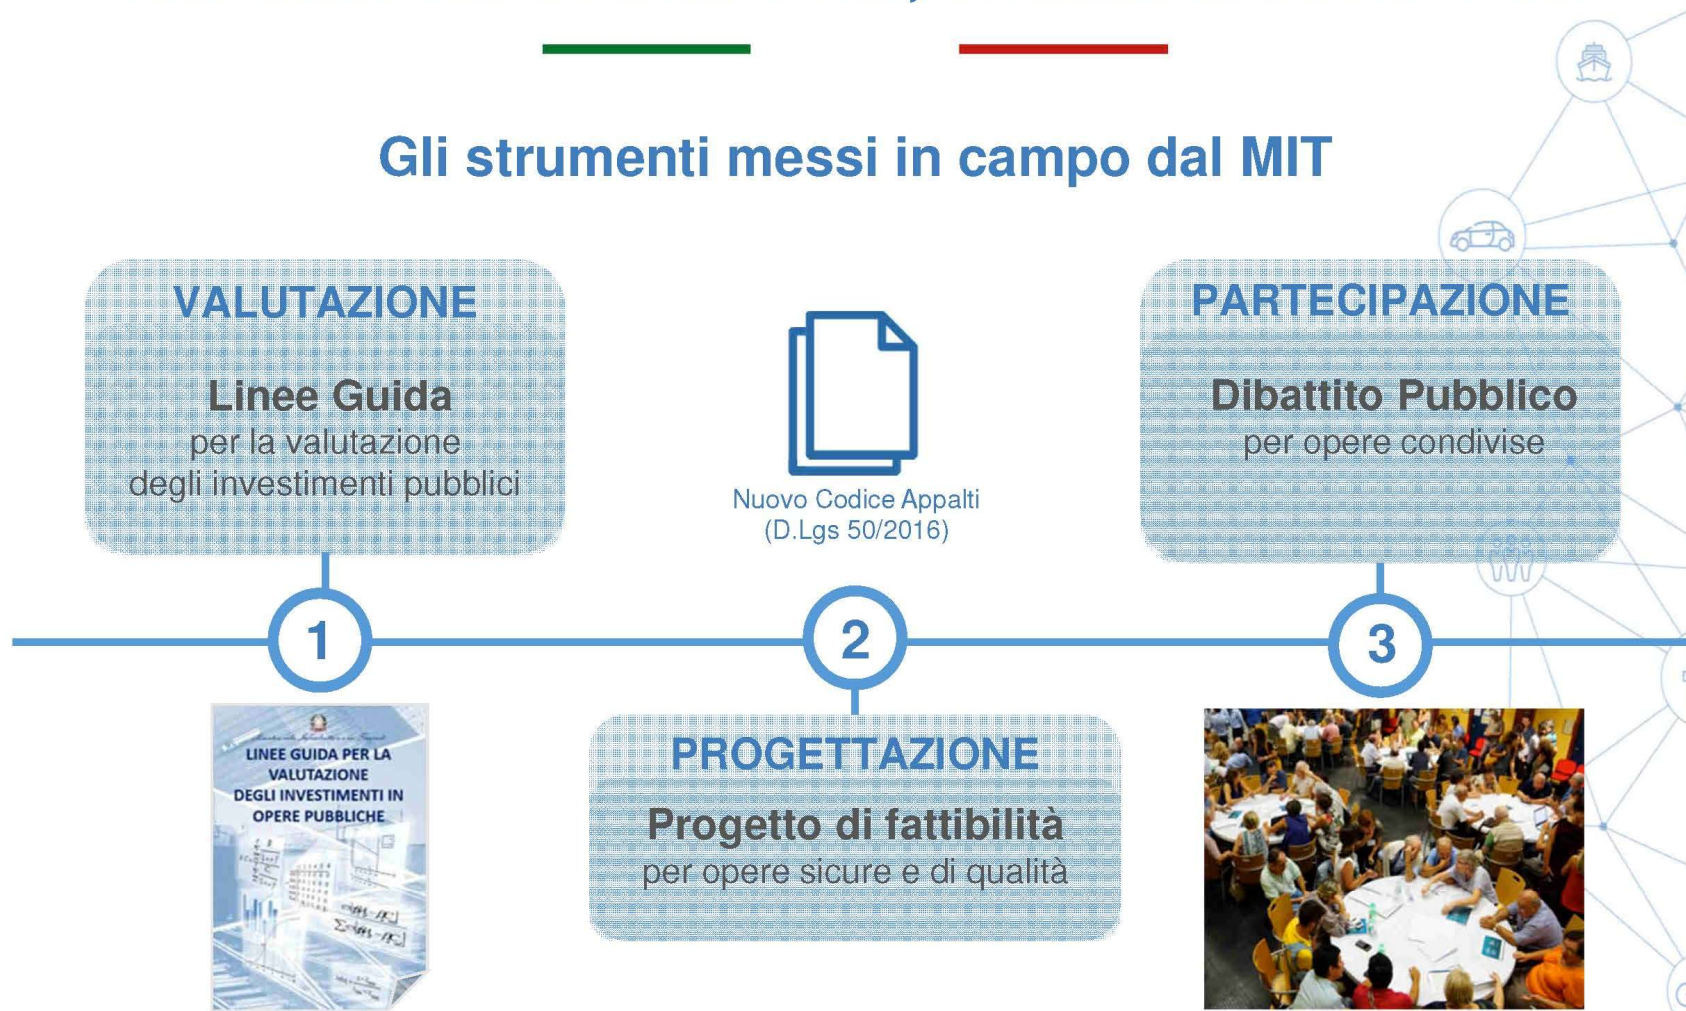 Gli strumenti messi in campo dal MIT
VALUTAZIONE
Linee Guida
per la valutazione
degli investimenti pubblici
Nuovo Codice Appalti
(D.Lgs 50/2016)
PARTECIPAZIONE
Dibattito Pubblico
per opere condivise
1
2
3
LINEE GUIDA PER LA
VALUTAZIONE
DEGLI INVESTIMENTI IN
OPERE PUBBLICHE
PROGETTAZIONE
Progetto di fattibilità
per opere sicure e di qualità